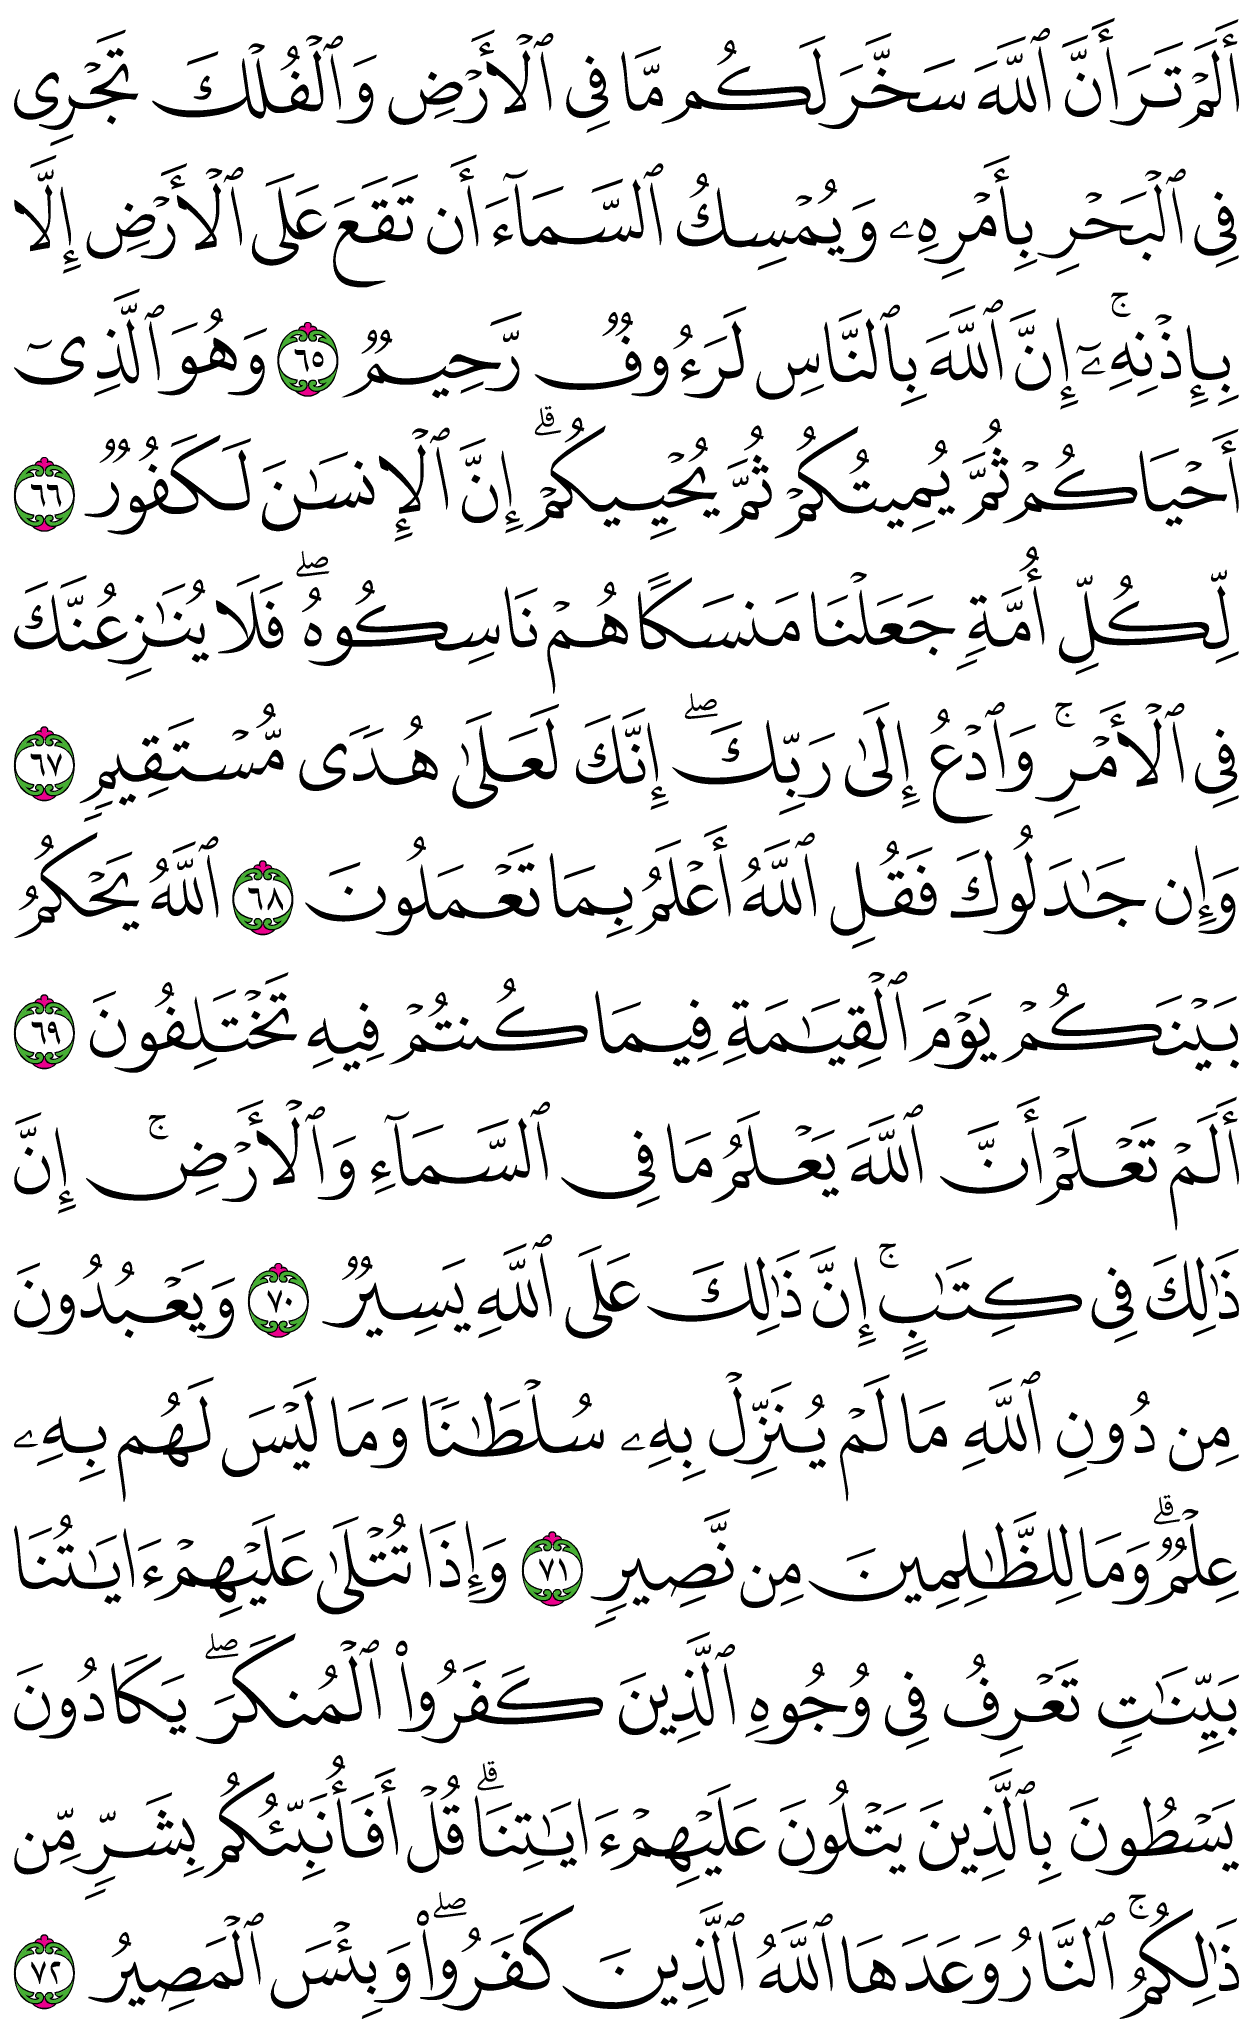 أَلَمۡ تَرَ أَنَّ ٱللَّهَ سَخَّرَ لَكُم مَّا فِي ٱلۡأَرۡضِ وَٱلۡفُلۡكَ تَجۡرِي
فِي ٱلۡبَحۡرِ بِأَمۡرِهِۦ وَيُمۡسِكُ ٱلسَّمَآءَ أَن تَقَعَ عَلَى ٱلۡأَرۡضِ إِلَّا
بِإِذۡنِهِۦٓۚ إِنَّ ٱللَّهَ بِٱلنَّاسِ لَرَءُوفٞ رَّحِيمٞ ٦٥ وَهُوَ ٱلَّذِيٓ
أَحۡيَاكُمۡ ثُمَّ يُمِيتُكُمۡ ثُمَّ يُحۡيِيكُمۡۗ إِنَّ ٱلۡإِنسَٰنَ لَكَفُورٞ ٦٦
لِّكُلِّ أُمَّةٖ جَعَلۡنَا مَنسَكًا هُمۡ نَاسِكُوهُۖ فَلَا يُنَٰزِعُنَّكَ
فِي ٱلۡأَمۡرِۚ وَٱدۡعُ إِلَىٰ رَبِّكَۖ إِنَّكَ لَعَلَىٰ هُدٗى مُّسۡتَقِيمٖ ٦٧
وَإِن جَٰدَلُوكَ فَقُلِ ٱللَّهُ أَعۡلَمُ بِمَا تَعۡمَلُونَ ٦٨ ٱللَّهُ يَحۡكُمُ
بَيۡنَكُمۡ يَوۡمَ ٱلۡقِيَٰمَةِ فِيمَا كُنتُمۡ فِيهِ تَخۡتَلِفُونَ ٦٩
أَلَمۡ تَعۡلَمۡ أَنَّ ٱللَّهَ يَعۡلَمُ مَا فِي ٱلسَّمَآءِ وَٱلۡأَرۡضِۚ إِنَّ
ذَٰلِكَ فِي كِتَٰبٍۚ إِنَّ ذَٰلِكَ عَلَى ٱللَّهِ يَسِيرٞ ٧٠ وَيَعۡبُدُونَ
مِن دُونِ ٱللَّهِ مَا لَمۡ يُنَزِّلۡ بِهِۦ سُلۡطَٰنٗا وَمَا لَيۡسَ لَهُم بِهِۦ
عِلۡمٞۗ وَمَا لِلظَّٰلِمِينَ مِن نَّصِيرٖ ٧١ وَإِذَا تُتۡلَىٰ عَلَيۡهِمۡ ءَايَٰتُنَا
بَيِّنَٰتٖ تَعۡرِفُ فِي وُجُوهِ ٱلَّذِينَ كَفَرُواْ ٱلۡمُنكَرَۖ يَكَادُونَ
يَسۡطُونَ بِٱلَّذِينَ يَتۡلُونَ عَلَيۡهِمۡ ءَايَٰتِنَاۗ قُلۡ أَفَأُنَبِّئُكُم بِشَرّٖ مِّن
ذَٰلِكُمُۚ ٱلنَّارُ وَعَدَهَا ٱللَّهُ ٱلَّذِينَ كَفَرُواْۖ وَبِئۡسَ ٱلۡمَصِيرُ ٧٢